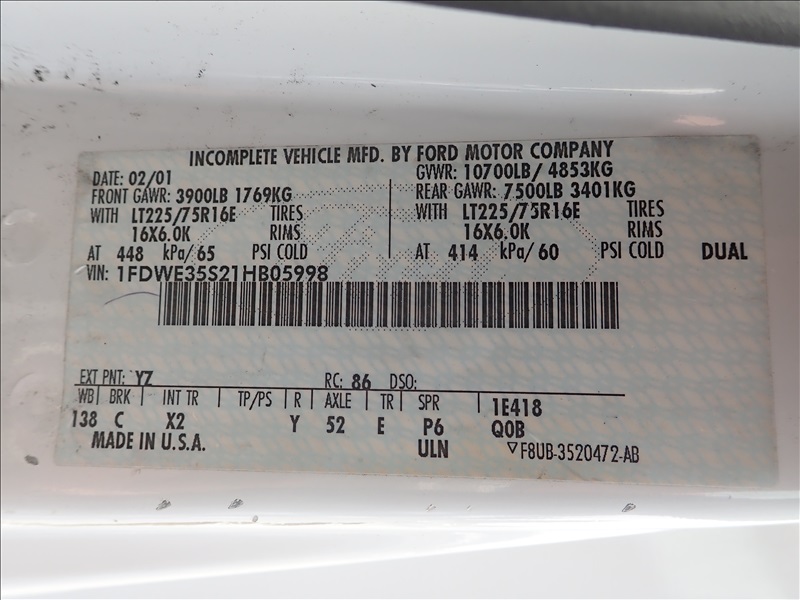 INCOMPLETE VEHICLE MFD. BY FORD MOTOR COMPANY
DATE: 02/01 GVWR: 10700LB/ 4853KG
FRONT GAWR: 3900LB 1769KG REAR GAWR: 7500LB 3401KG
WITH LT225/75R16E TIRES WITH LT225/75R16E TIRES
16X6.0K RIMS 16X6.0K RIMS
AT 448 kPa/65 PSI COLD AT 414 kPa/60 PSI COLD DUAL
VIN: 1FDWE35S21HB05998
EXT PNT: YZ RC: 86 DSO:
WB BRK INT TR TP/PS R AXLE TR SPR 1E418
138 C X2 Y 52 E P6 Q0B
MADE IN U.S.A. ULN F8UB-3520472-AB